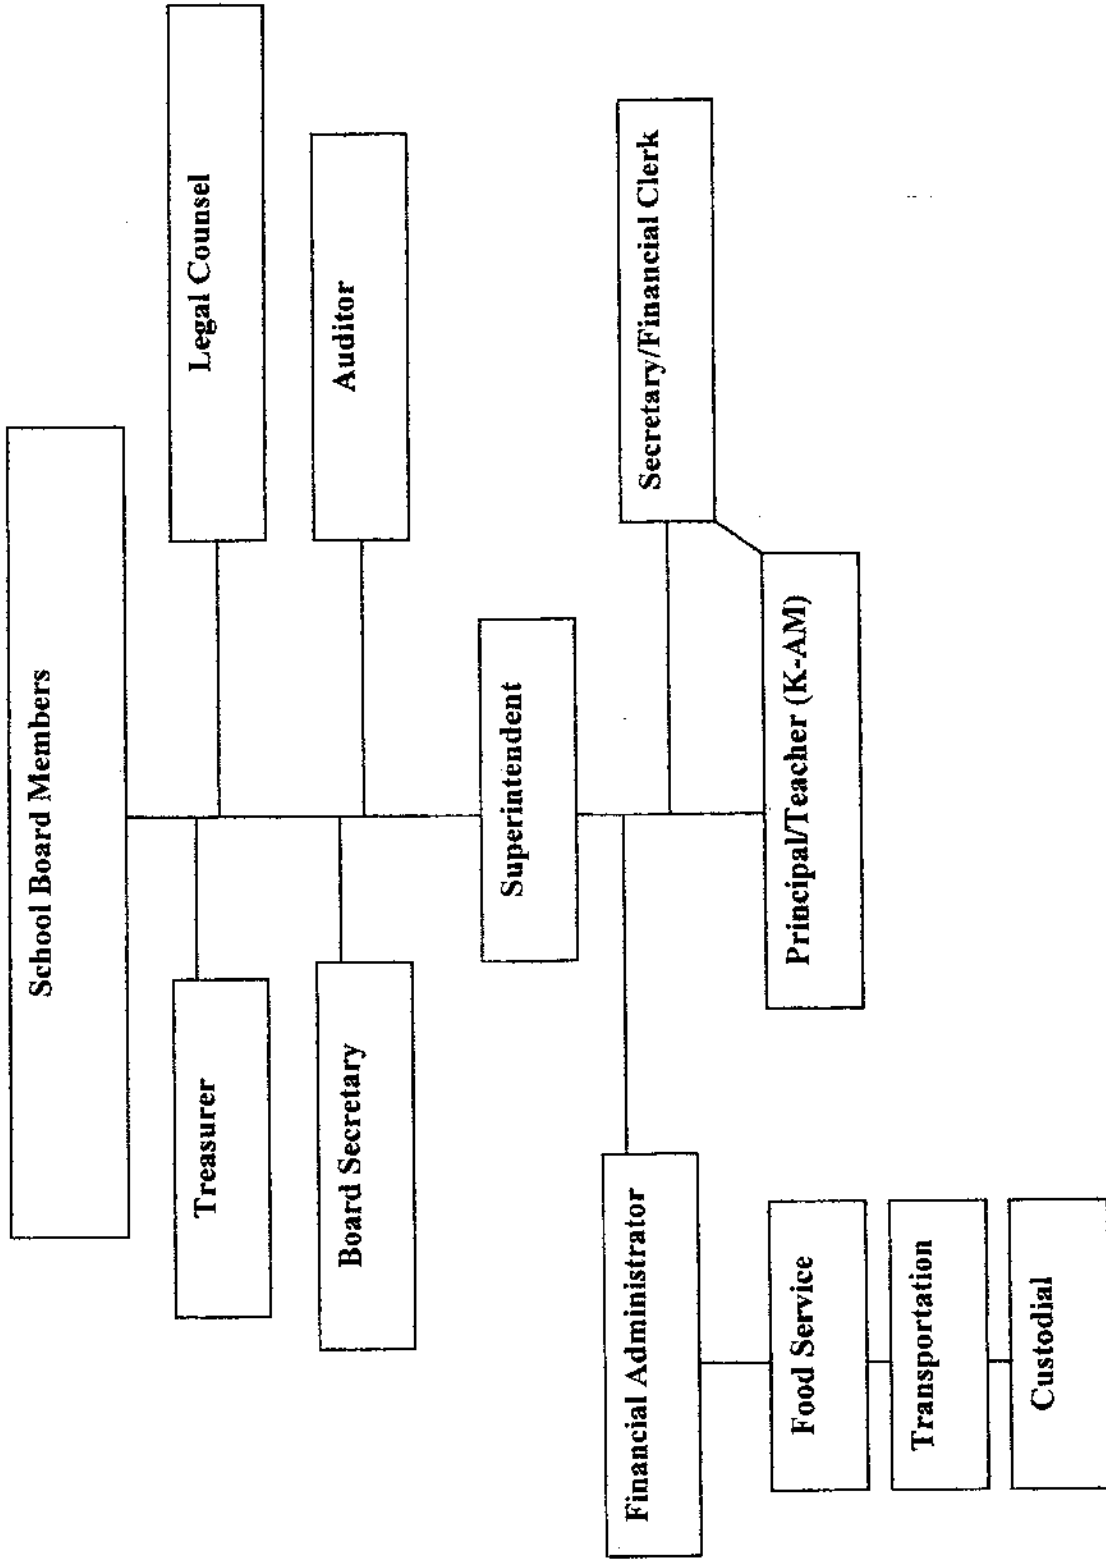 School Board Members
Treasurer
Legal Counsel
Board Secretary
Auditor
Superintendent
Financial Administrator
Secretary/Financial Clerk
Food Service
Principal/Teacher (K-AM)
Transportation
Custodial